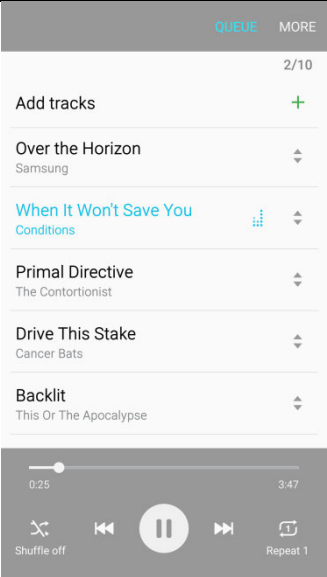 QUEUE MORE
2/10
Add tracks +
Over the Horizon
Samsung
When It Won't Save You
Conditions
Primal Directive
The Contortionist
Drive This Stake
Cancer Bats
Backlit
This Or The Apocalypse
0:25 3:47
1
Shuffle off Repeat 1